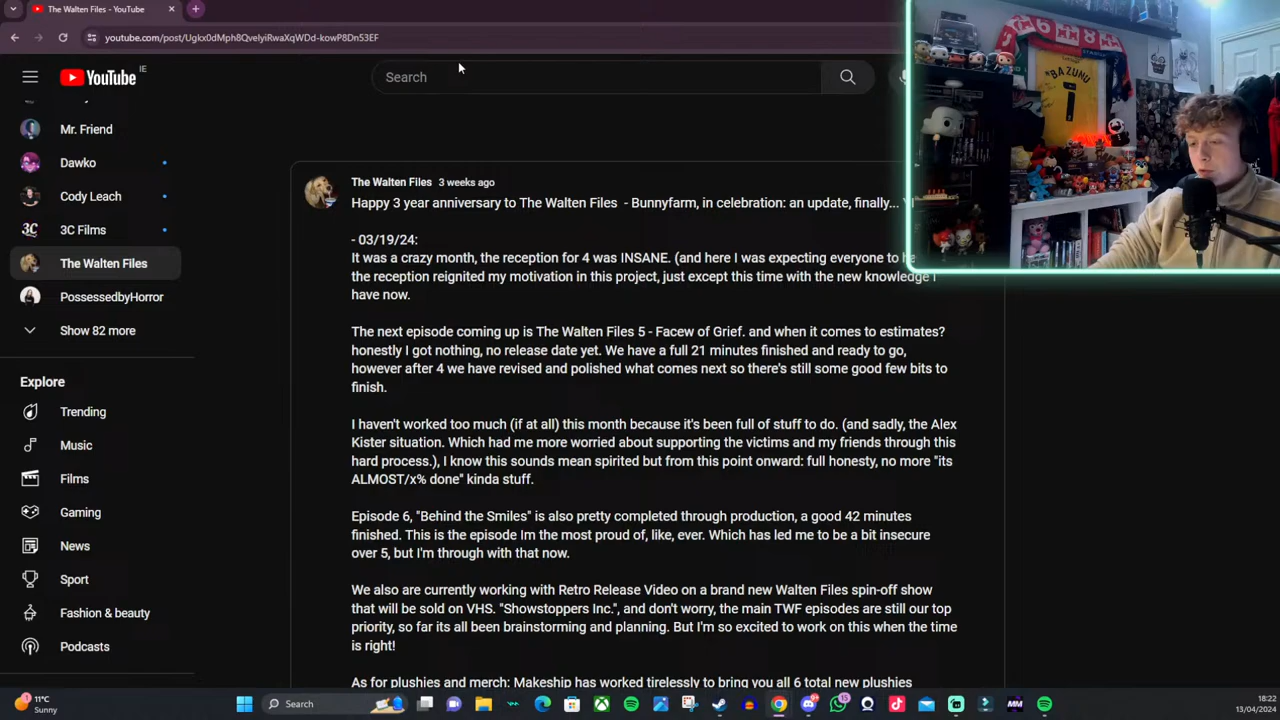 The Walten Files - YouTube
youtube.com/post/Ugkx0dMph8QvelyiRwaXqWDd-kowP8Dn53EF
YouTube IE
Search
Mr. Friend
Dawko
Cody Leach
3C 3C Films
The Walten Files
PossessedbyHorror
Show 82 more
Explore
Trending
Music
Films
Gaming
News
Sport
Fashion & beauty
Podcasts
The Walten Files 3 weeks ago
Happy 3 year anniversary to The Walten Files - Bunnyfarm, in celebration: an update, finally...
- 03/19/24:
It was a crazy month, the reception for 4 was INSANE. (and here I was expecting everyone to
the reception reignited my motivation in this project, just except this time with the new knowledge I
have now.
The next episode coming up is The Walten Files 5 - Facew of Grief. and when it comes to estimates?
honestly I got nothing, no release date yet. We have a full 21 minutes finished and ready to go,
however after 4 we have revised and polished what comes next so there's still some good few bits to
finish.
I haven't worked too much (if at all) this month because it's been full of stuff to do. (and sadly, the Alex
Kister situation. Which had me more worried about supporting the victims and my friends through this
hard process.), I know this sounds mean spirited but from this point onward: full honesty, no more "its
ALMOST/x% done" kinda stuff.
Episode 6, "Behind the Smiles" is also pretty completed through production, a good 42 minutes
finished. This is the episode Im the most proud of, like, ever. Which has led me to be a bit insecure
over 5, but I'm through with that now.
We also are currently working with Retro Release Video on a brand new Walten Files spin-off show
that will be sold on VHS. "Showstoppers Inc.", and don't worry, the main TWF episodes are still our top
priority, so far its all been brainstorming and planning. But I'm so excited to work on this when the time
is right!
As for plushies and merch: Makeship has worked tirelessly to bring you all 6 total new plushies
BAZUNU
1
1
11°C
Sunny
Search
15
MM
18:22
13/04/2024